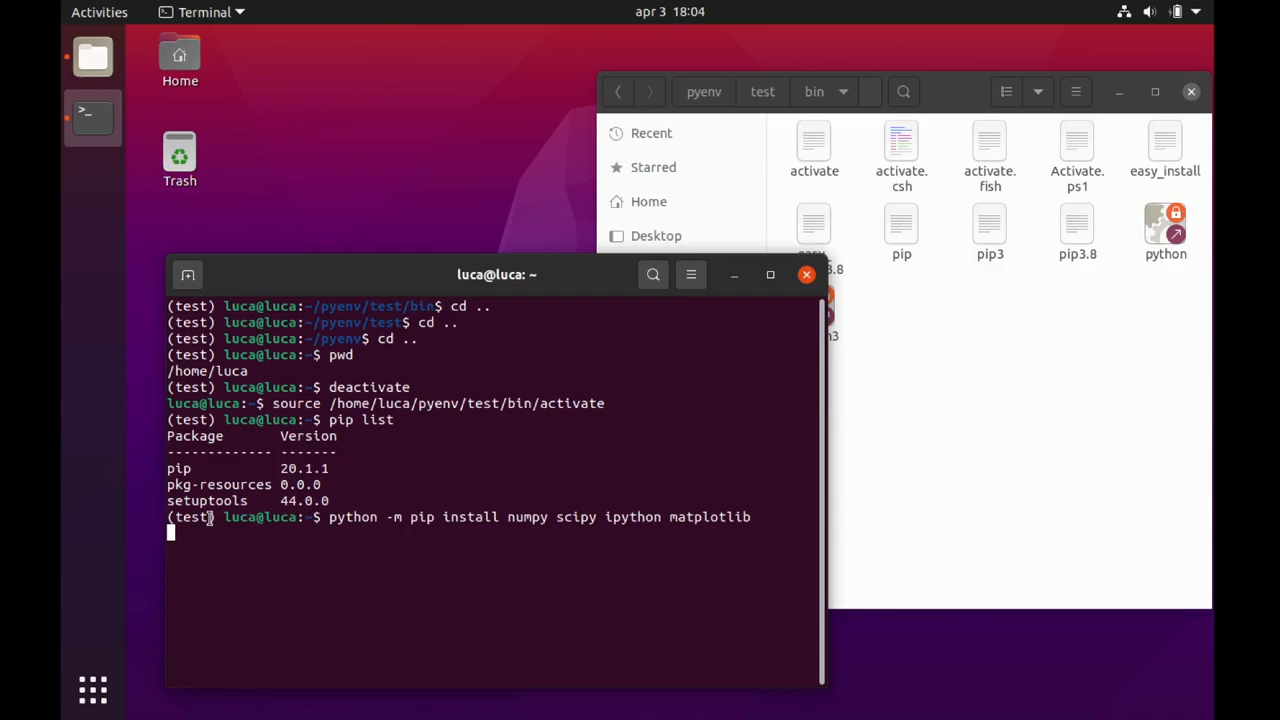 Activities Terminal apr 3 18:04
Home
Trash
pyenv test bin
Recent
Starred
Home
Desktop
activate
activate.
csh
activate.
fish
Activate.
ps1
easy_install
3.8
pip
pip3
pip3.8
python
n3
luca@luca: ~
(test) luca@luca:~/pyenv/test/bin$ cd ..
(test) luca@luca:~/pyenv/test$ cd ..
(test) luca@luca:~/pyenv$ cd ..
(test) luca@luca:~$ pwd
/home/luca
(test) luca@luca:~$ deactivate
luca@luca:~$ source /home/luca/pyenv/test/bin/activate
(test) luca@luca:~$ pip list
Package Version
------------- -------
pip 20.1.1
pkg-resources 0.0.0
setuptools 44.0.0
(test) luca@luca:~$ python -m pip install numpy scipy ipython matplotlib